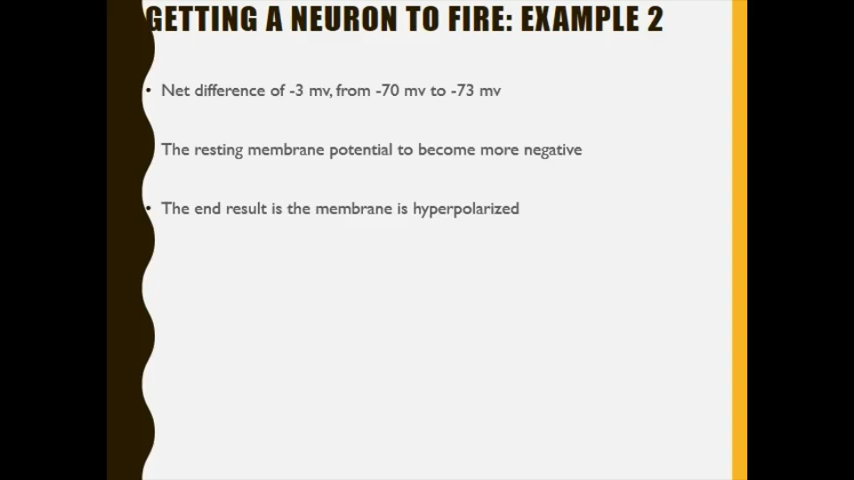 GETTING A NEURON TO FIRE: EXAMPLE 2
• Net difference of -3 mv, from -70 mv to -73 mv
The resting membrane potential to become more negative
• The end result is the membrane is hyperpolarized